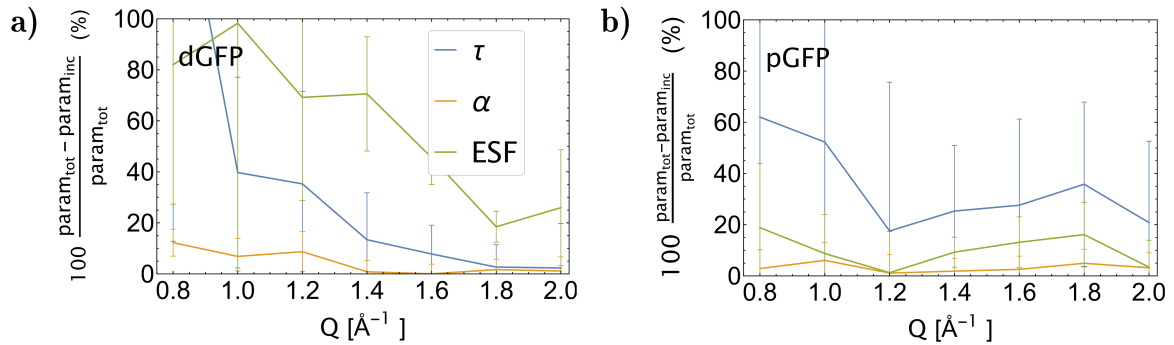 a)
100 param_tot − param_inc / param_tot (%)
100
80
60
40
20
0
dGFP
τ
α
ESF
0.8 1.0 1.2 1.4 1.6 1.8 2.0
Q [Å⁻¹ ]
b)
100 param_tot−param_inc / param_tot (%)
100
80
60
40
20
0
pGFP
0.8 1.0 1.2 1.4 1.6 1.8 2.0
Q [Å⁻¹ ]